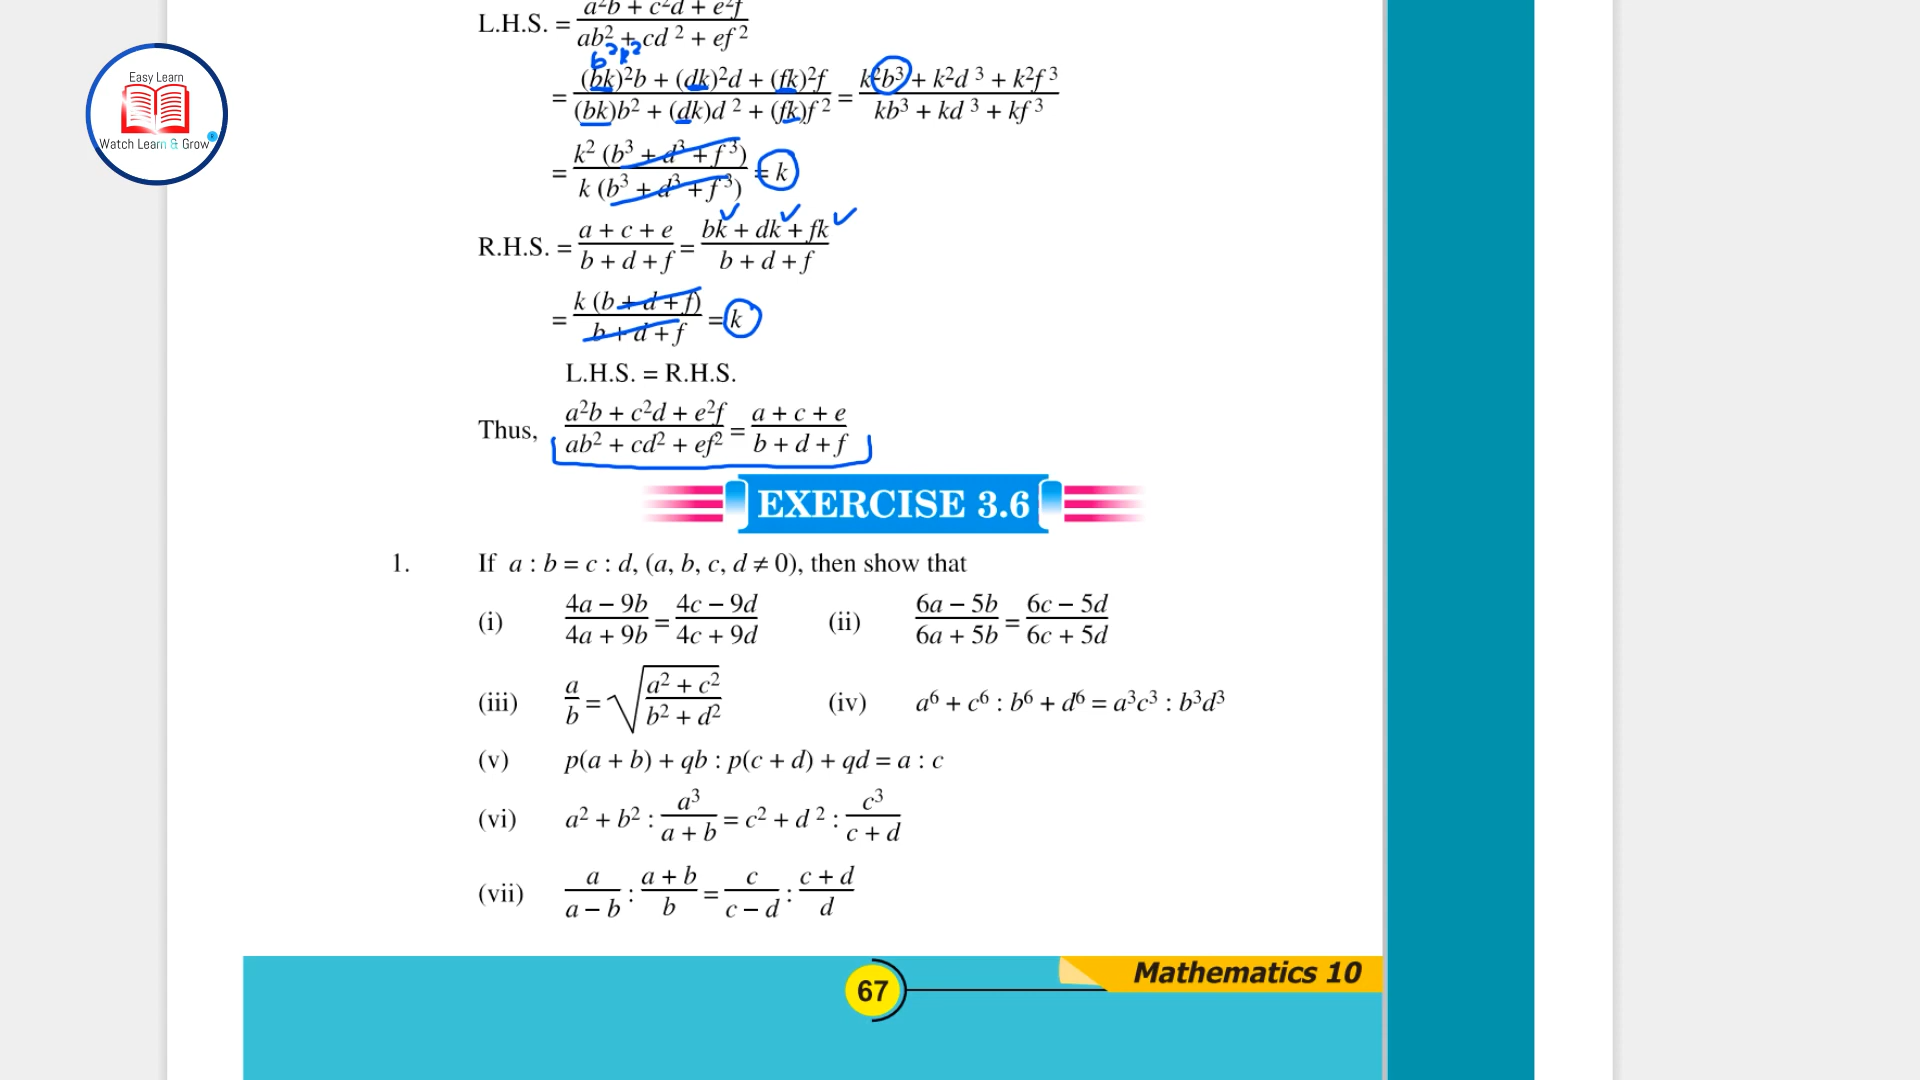 Easy Learn
Watch Learn & Grow
L.H.S. = a²b + c²d + e²f / ab² + cd² + ef²
b²k²
= (bk)²b + (dk)²d + (fk)²f / (bk)b² + (dk)d² + (fk)f² = k²b³ + k²d³ + k²f³ / kb³ + kd³ + kf³
= k² (b³ + d³ + f³) / k (b³ + d³ + f³) = k
R.H.S. = a + c + e / b + d + f = bk + dk + fk / b + d + f
= k (b + d + f) / b + d + f = k
L.H.S. = R.H.S.
Thus, a²b + c²d + e²f / ab² + cd² + ef² = a + c + e / b + d + f
EXERCISE 3.6
1. If a : b = c : d, (a, b, c, d ≠ 0), then show that
(i) 4a − 9b / 4a + 9b = 4c − 9d / 4c + 9d (ii) 6a − 5b / 6a + 5b = 6c − 5d / 6c + 5d
(iii) a / b = √(a² + c² / b² + d²) (iv) a⁶ + c⁶ : b⁶ + d⁶ = a³c³ : b³d³
(v) p(a + b) + qb : p(c + d) + qd = a : c
(vi) a² + b² : a³ / a + b = c² + d² : c³ / c + d
(vii) a / a − b : a + b / b = c / c − d : c + d / d
Mathematics 10
67